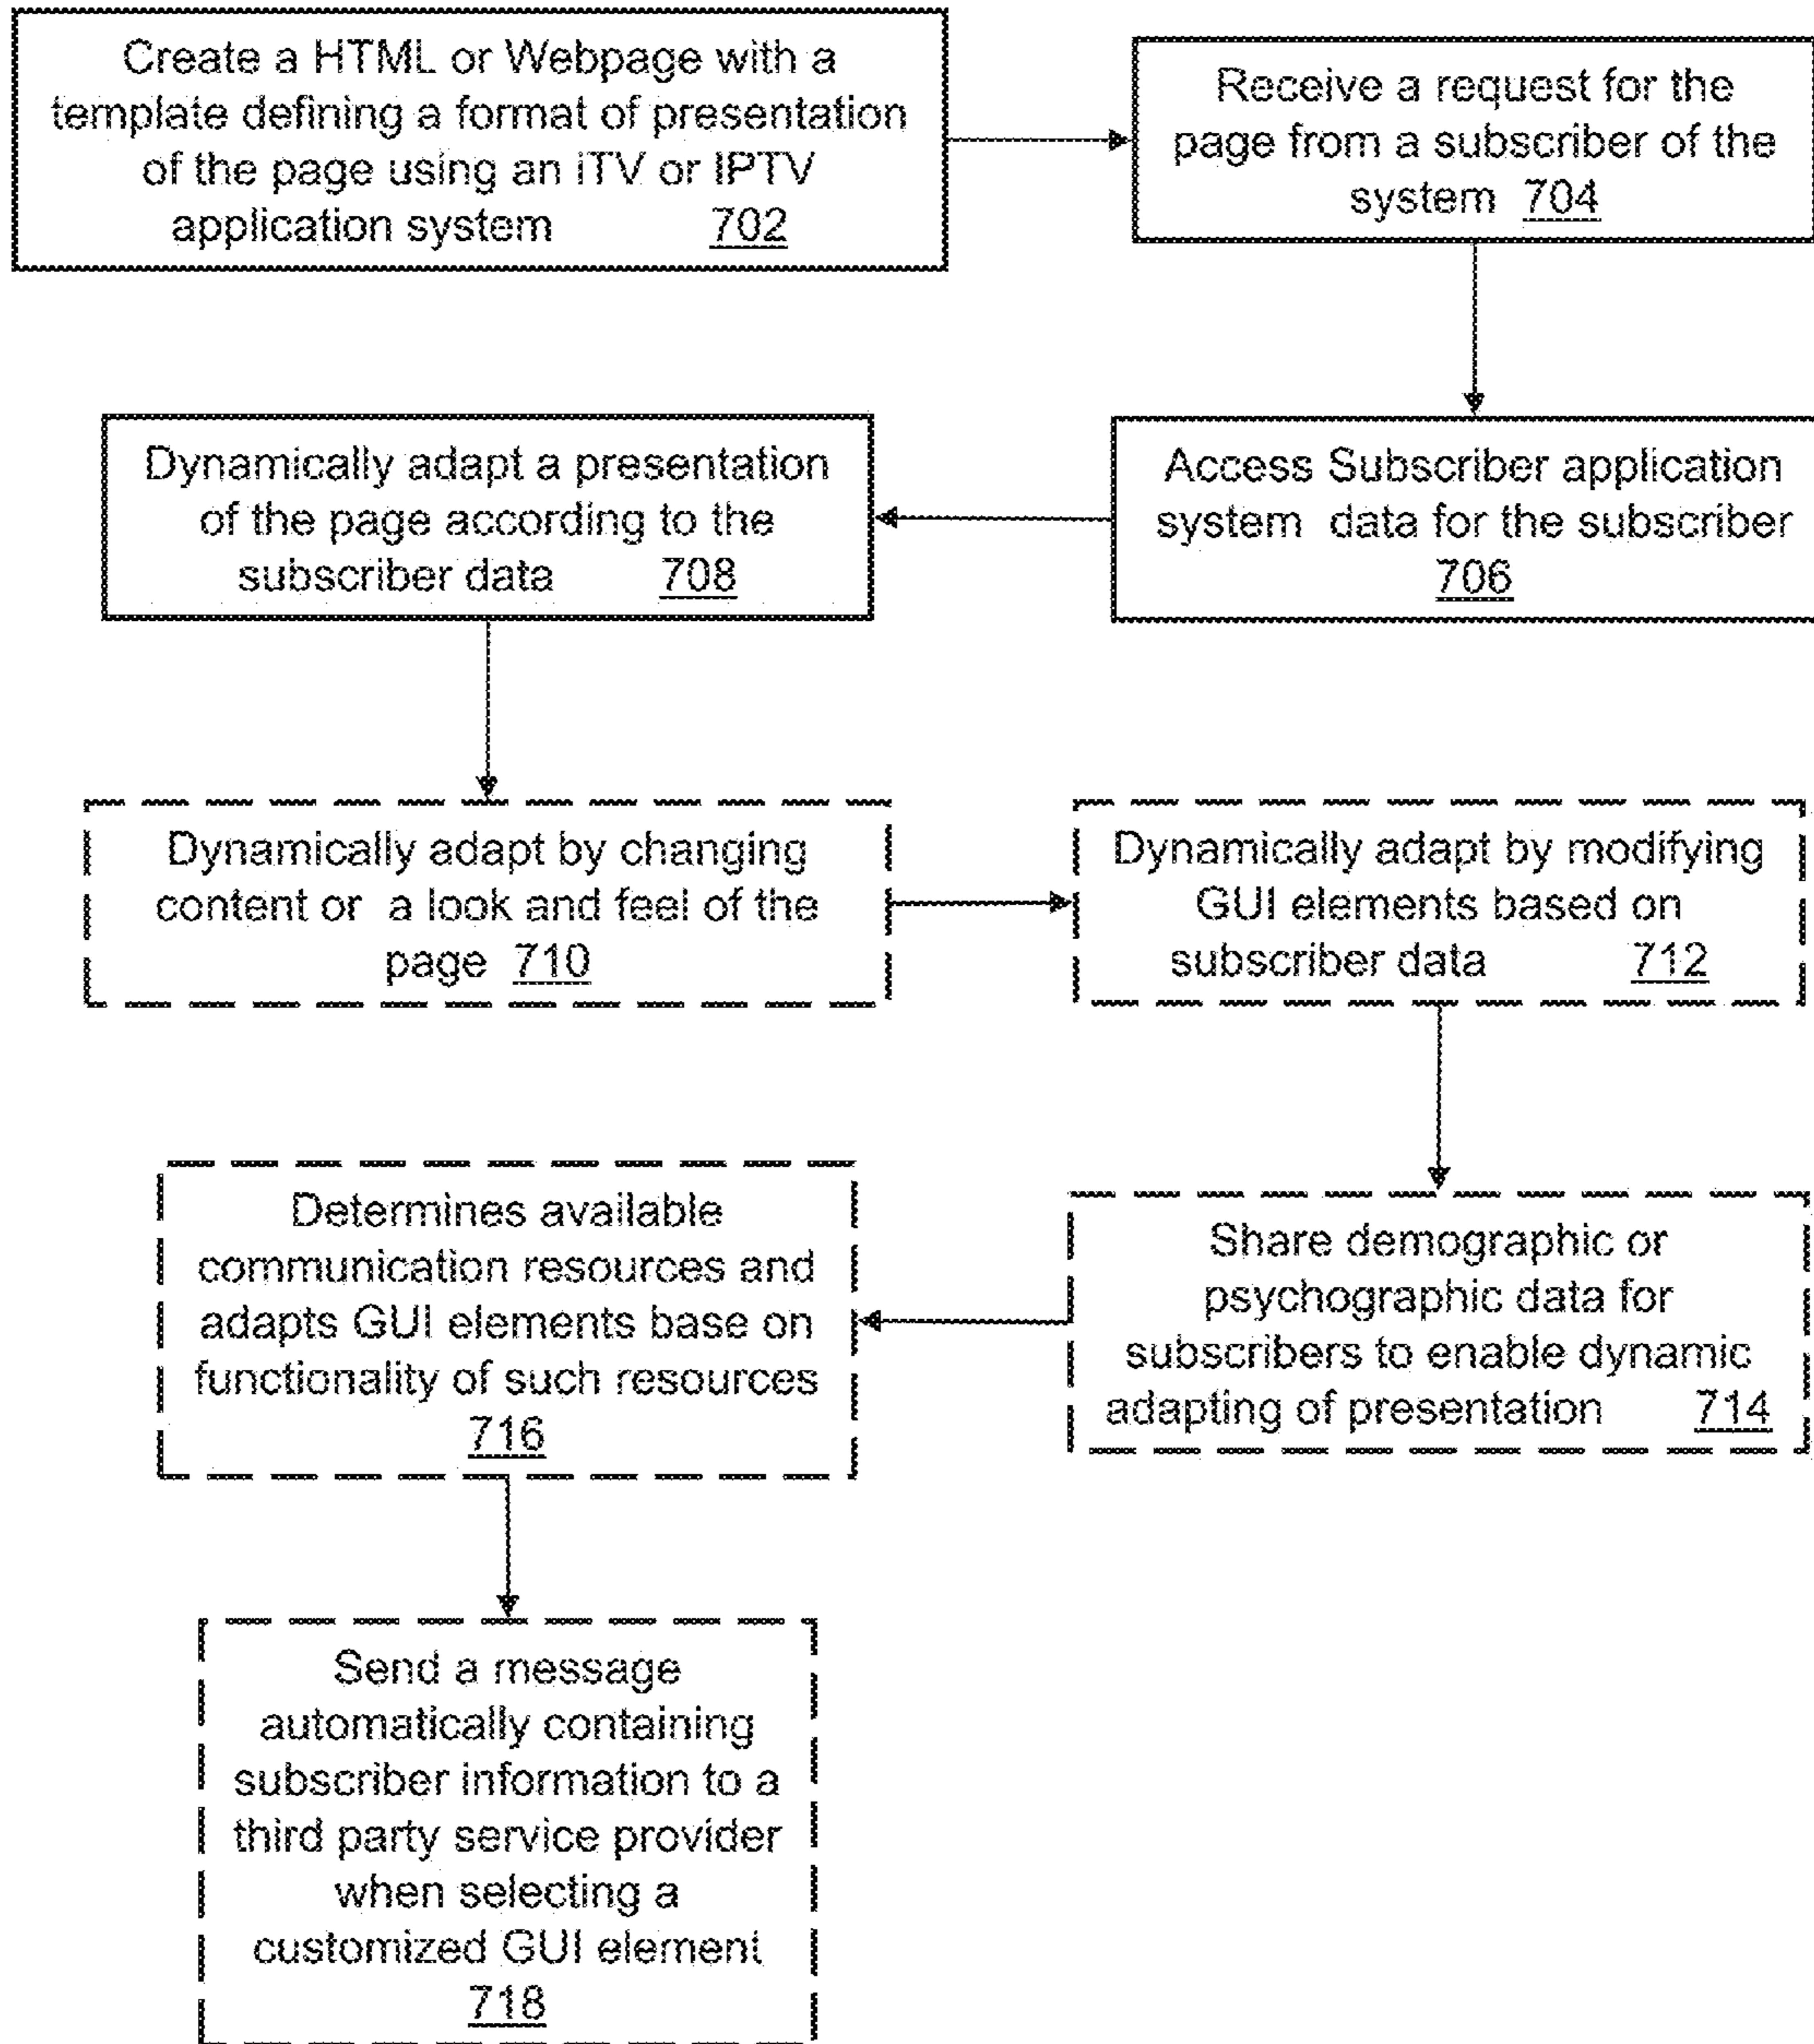 Create a HTML or Webpage with a
template defining a format of presentation
of the page using an iTV or IPTV
application system 702
Receive a request for the
page from a subscriber of the
system 704
Access Subscriber application
system data for the subscriber
706
Dynamically adapt a presentation
of the page according to the
subscriber data 708
Dynamically adapt by changing
content or a look and feel of the
page 710
Dynamically adapt by modifying
GUI elements based on
subscriber data 712
Share demographic or
psychographic data for
subscribers to enable dynamic
adapting of presentation 714
Determines available
communication resources and
adapts GUI elements base on
functionality of such resources
716
Send a message
automatically containing
subscriber information to a
third party service provider
when selecting a
customized GUI element
718